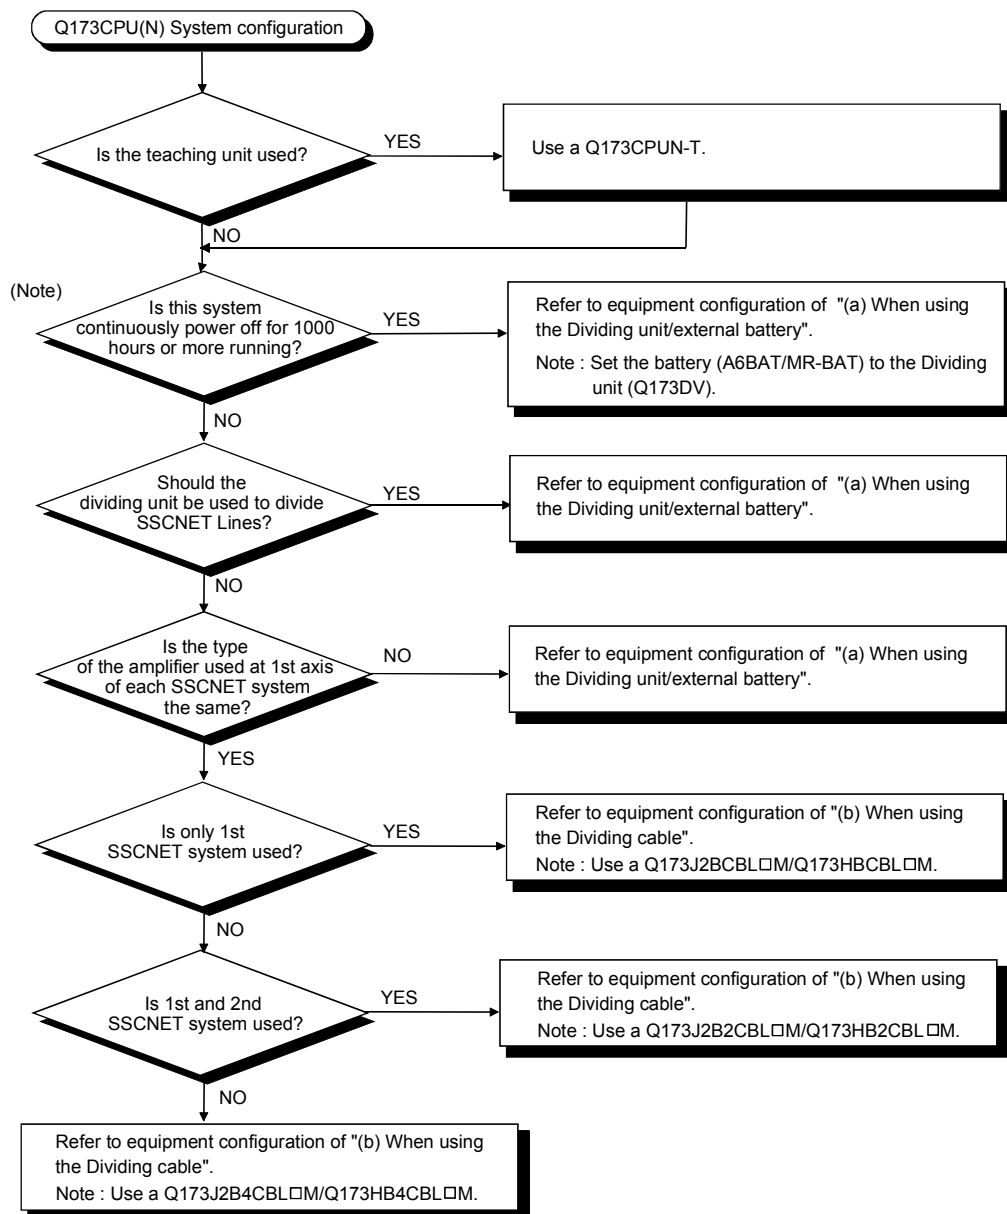 Q173CPU(N) System configuration
Is the teaching unit used?
YES
Use a Q173CPUN-T.
NO
(Note)
Is this system
continuously power off for 1000
hours or more running?
YES
Refer to equipment configuration of "(a) When using
the Dividing unit/external battery".
Note : Set the battery (A6BAT/MR-BAT) to the Dividing
unit (Q173DV).
NO
Should the
dividing unit be used to divide
SSCNET Lines?
YES
Refer to equipment configuration of "(a) When using
the Dividing unit/external battery".
NO
Is the type
of the amplifier used at 1st axis
of each SSCNET system
the same?
NO
Refer to equipment configuration of "(a) When using
the Dividing unit/external battery".
YES
Is only 1st
SSCNET system used?
YES
Refer to equipment configuration of "(b) When using
the Dividing cable".
Note : Use a Q173J2BCBL□M/Q173HBCBL□M.
NO
Is 1st and 2nd
SSCNET system used?
YES
Refer to equipment configuration of "(b) When using
the Dividing cable".
Note : Use a Q173J2B2CBL□M/Q173HB2CBL□M.
NO
Refer to equipment configuration of "(b) When using
the Dividing cable".
Note : Use a Q173J2B4CBL□M/Q173HB4CBL□M.